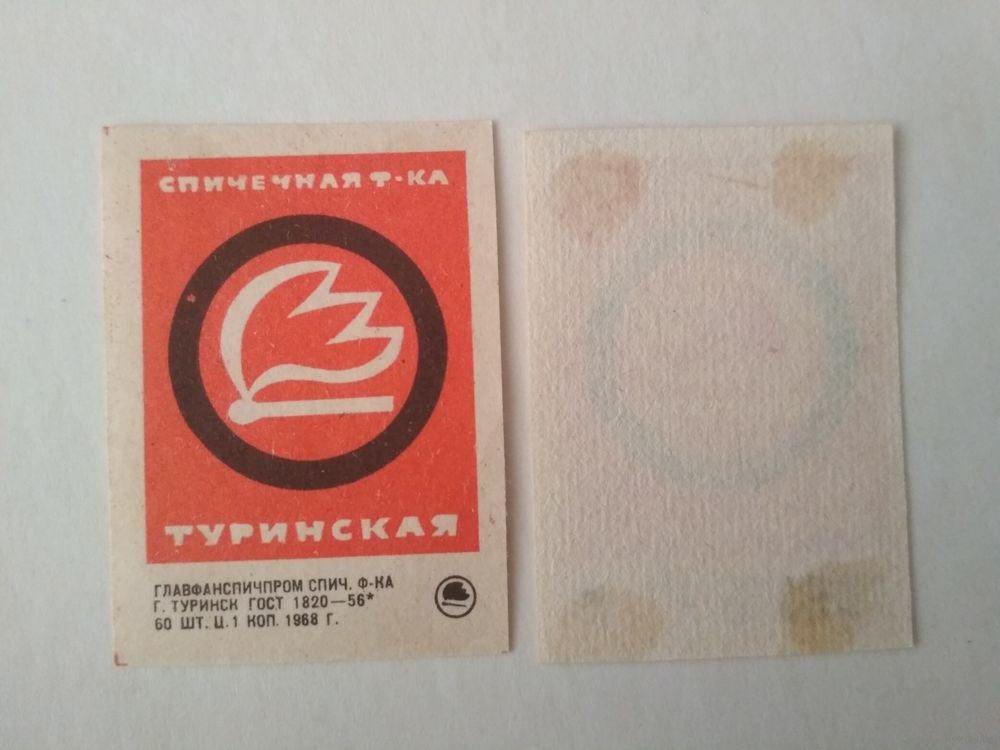 СПИЧЕЧНАЯ Ф-КА
ТУРИНСКАЯ
ГЛАВФАНСПИЧПРОМ СПИЧ. Ф-КА
Г. ТУРИНСК ГОСТ 1820—56*
60 ШТ. Ц. 1 КОП. 1968 Г.